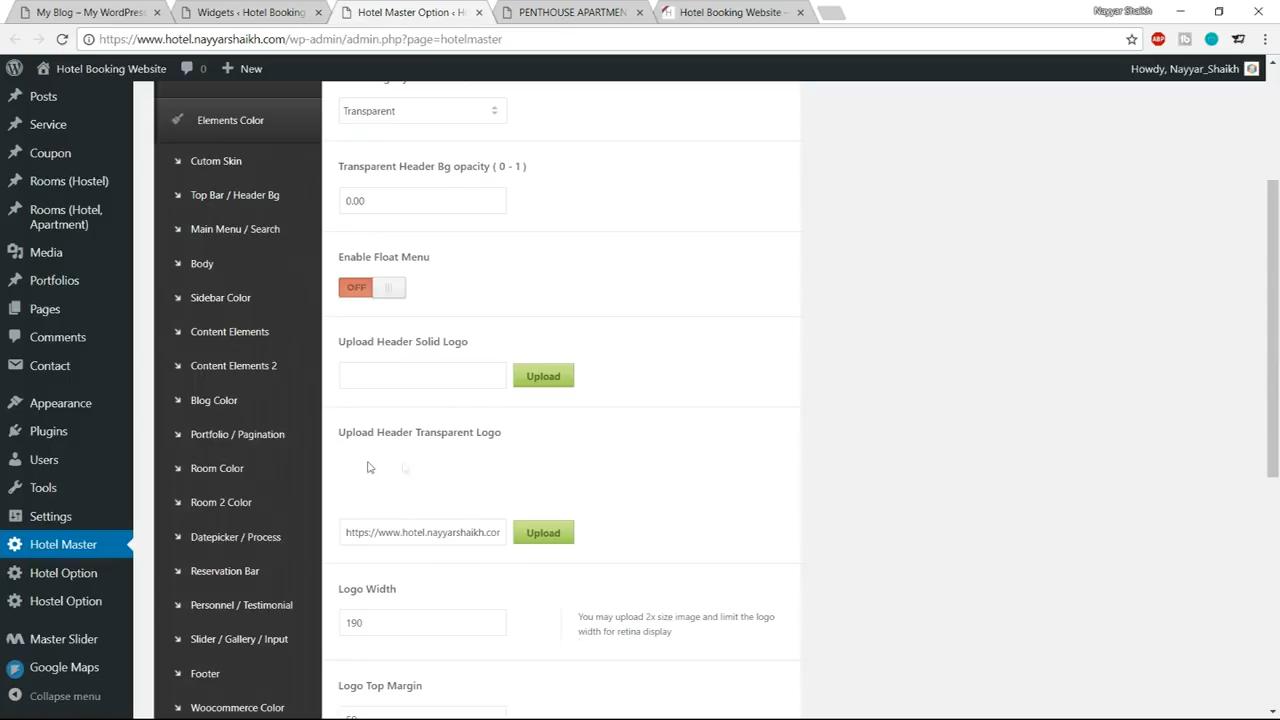 My Blog – My WordPress
Widgets ‹ Hotel Booking
Hotel Master Option ‹ H
PENTHOUSE APARTMEN
Hotel Booking Website –
Nayyar Shaikh
https://www.hotel.nayyarshaikh.com/wp-admin/admin.php?page=hotelmaster
ABP
Hotel Booking Website
0
New
Howdy, Nayyar_Shaikh
Posts
Service
Coupon
Rooms (Hostel)
Rooms (Hotel,
Apartment)
Media
Portfolios
Pages
Comments
Contact
Appearance
Plugins
Users
Tools
Settings
Hotel Master
Hotel Option
Hostel Option
Master Slider
Google Maps
Collapse menu
Elements Color
Cutom Skin
Top Bar / Header Bg
Main Menu / Search
Body
Sidebar Color
Content Elements
Content Elements 2
Blog Color
Portfolio / Pagination
Room Color
Room 2 Color
Datepicker / Process
Reservation Bar
Personnel / Testimonial
Slider / Gallery / Input
Footer
Woocommerce Color
Transparent
Transparent Header Bg opacity ( 0 - 1 )
0.00
Enable Float Menu
OFF
Upload Header Solid Logo
Upload
Upload Header Transparent Logo
https://www.hotel.nayyarshaikh.cor
Upload
Logo Width
190
You may upload 2x size image and limit the logo
width for retina display
Logo Top Margin